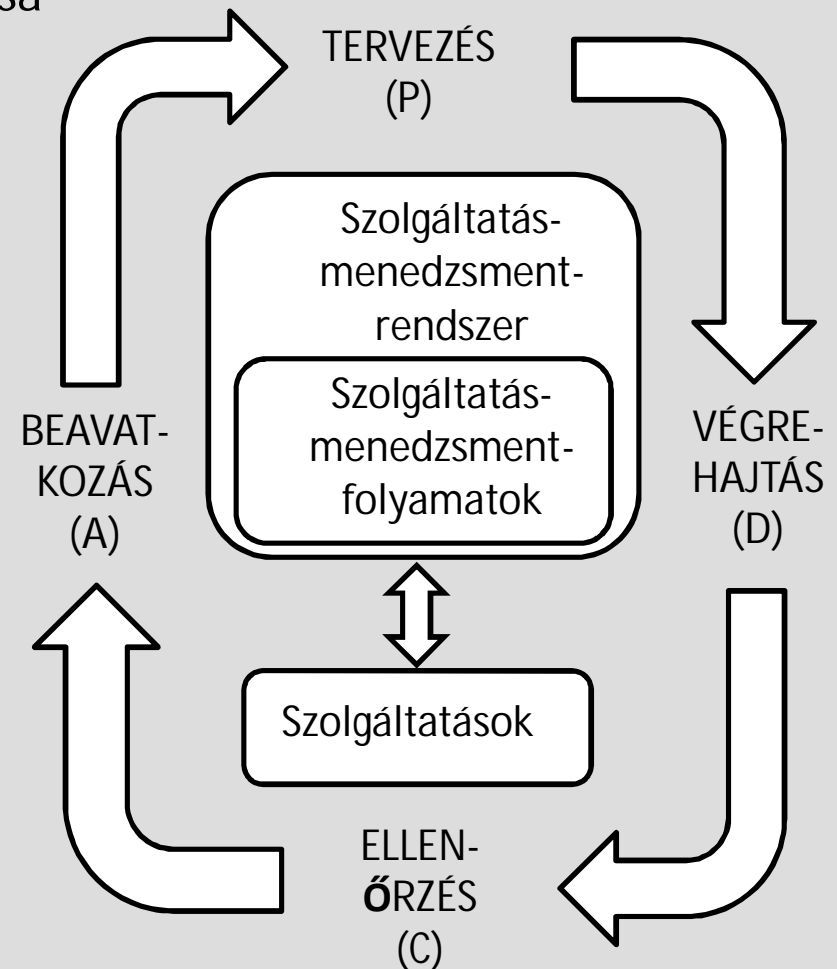 sa
TERVEZÉS
(P)
Szolgáltatás-
menedzsment-
rendszer
Szolgáltatás-
menedzsment-
folyamatok
BEAVAT-
KOZÁS
(A)
VÉGRE-
HAJTÁS
(D)
Szolgáltatások
ELLEN-
ŐRZÉS
(C)